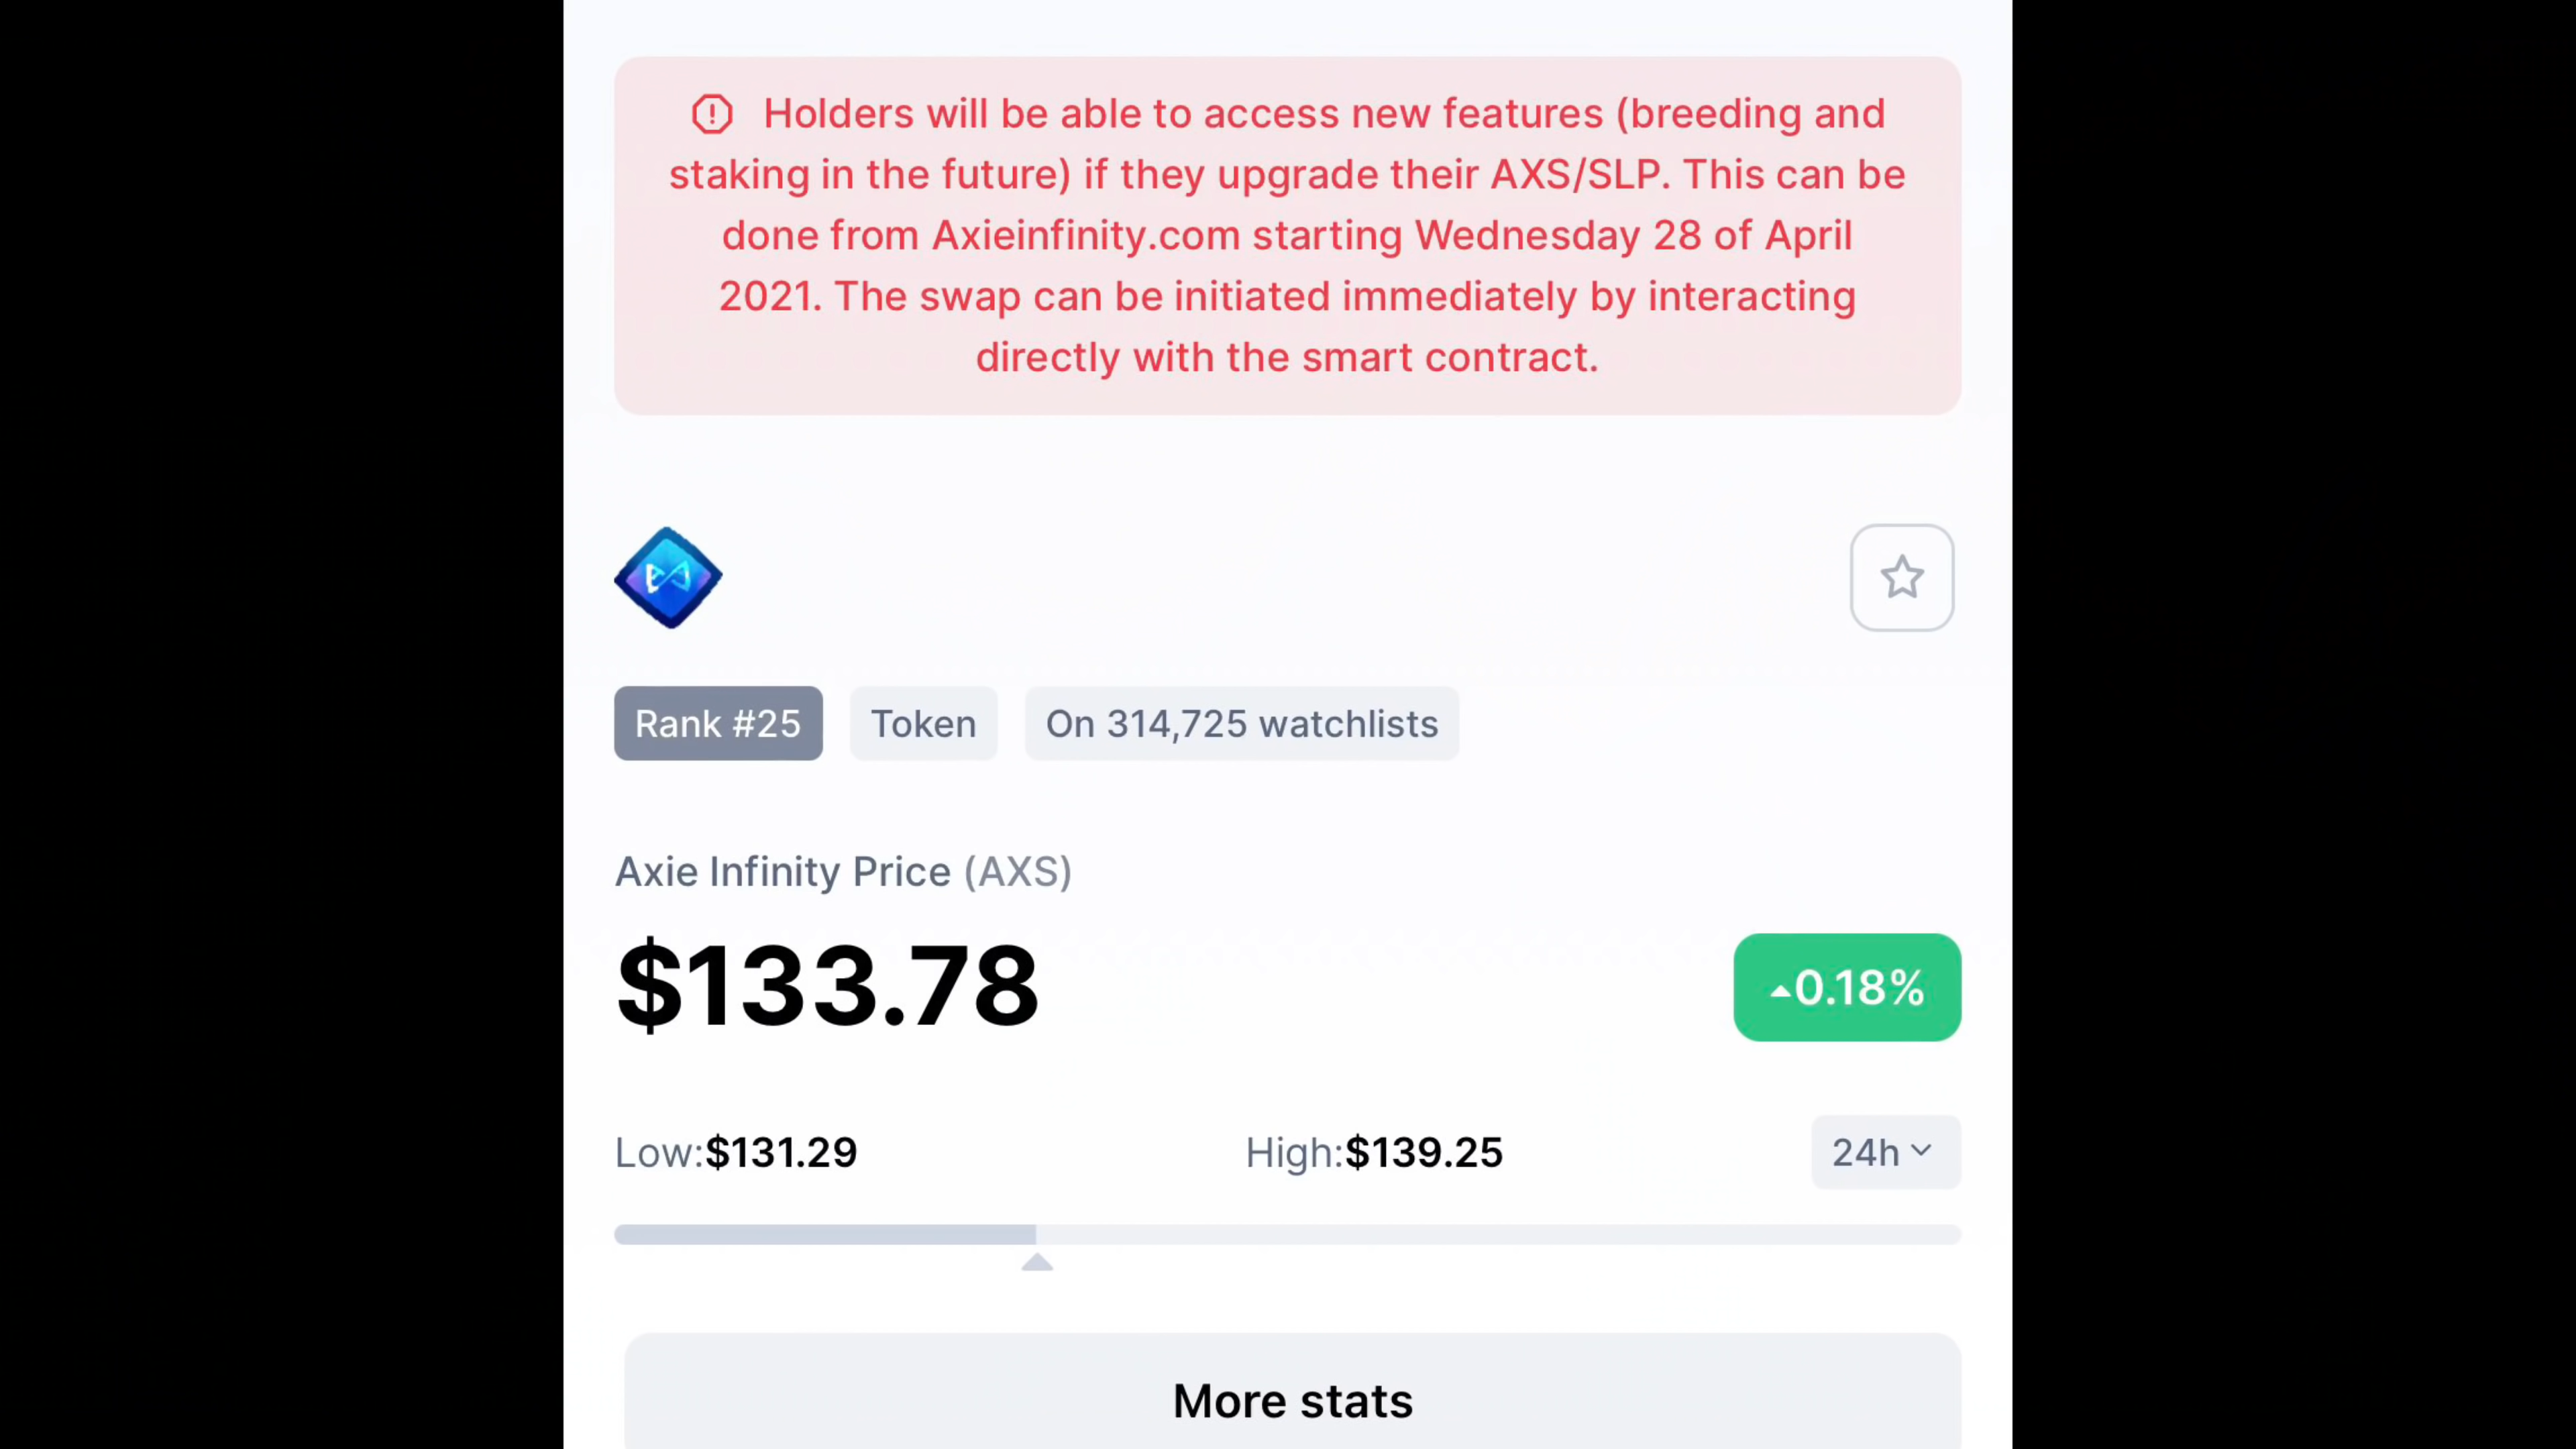 Holders will be able to access new features (breeding and
staking in the future) if they upgrade their AXS/SLP. This can be
done from Axieinfinity.com starting Wednesday 28 of April
2021. The swap can be initiated immediately by interacting
directly with the smart contract.
Rank #25 Token On 314,725 watchlists
Axie Infinity Price (AXS)
$133.78 0.18%
Low:$131.29 High:$139.25 24h
More stats